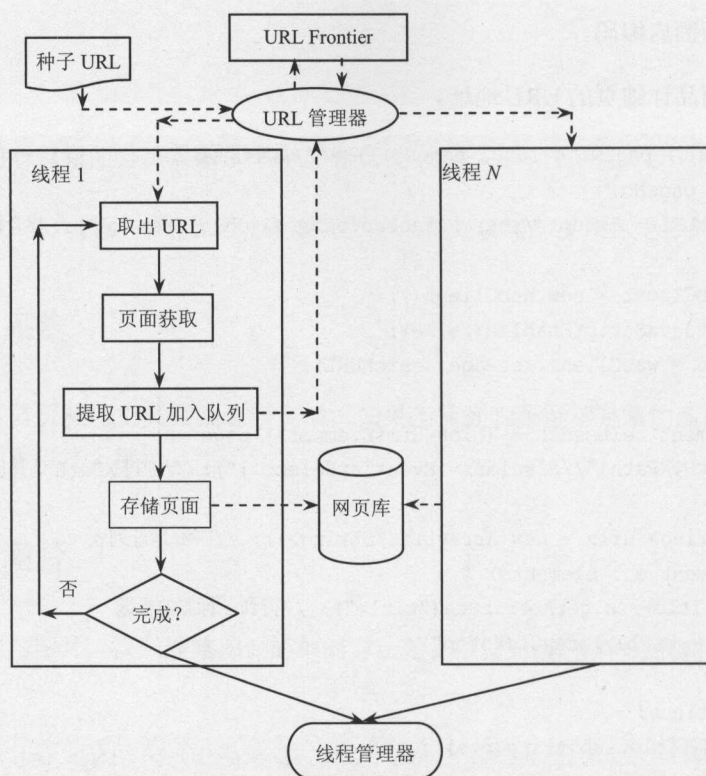 URL Frontier
种子 URL
URL 管理器
线程 1
线程 N
取出 URL
页面获取
提取 URL 加入队列
存储页面
网页库
否
完成？
线程管理器